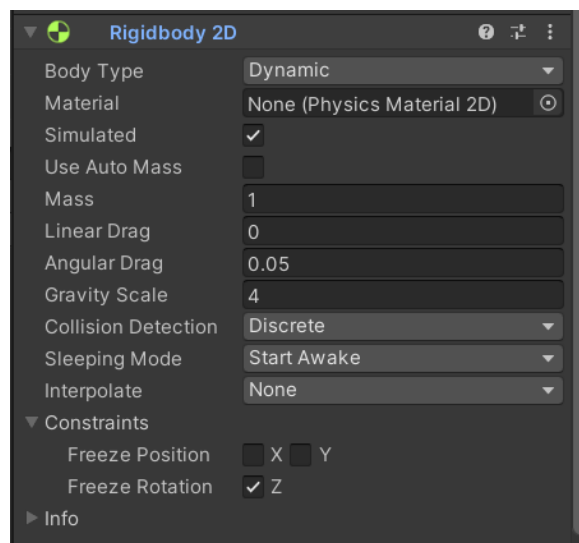 Rigidbody 2D
Body Type Dynamic
Material None (Physics Material 2D)
Simulated
Use Auto Mass
Mass 1
Linear Drag 0
Angular Drag 0.05
Gravity Scale 4
Collision Detection Discrete
Sleeping Mode Start Awake
Interpolate None
Constraints
Freeze Position X Y
Freeze Rotation Z
Info